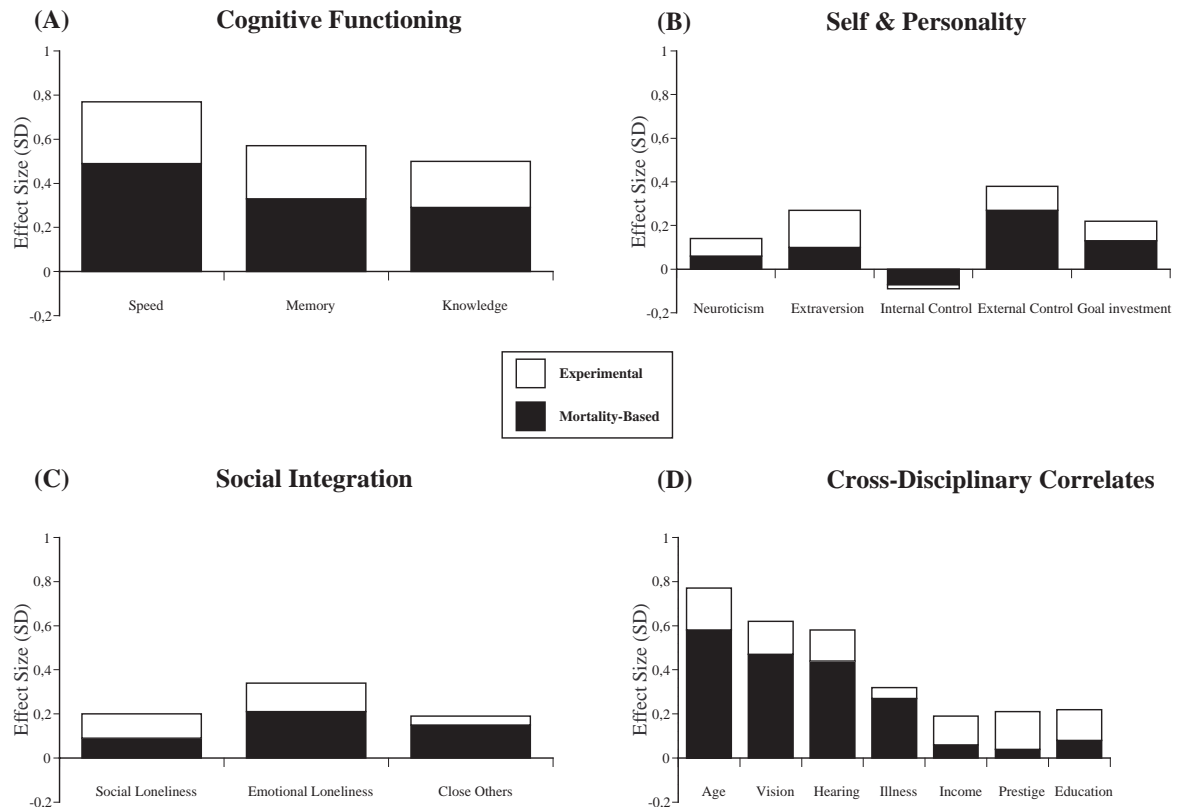 (A) Cognitive Functioning
1
0,8
0,6
0,4
0,2
0
-0,2
Effect Size (SD)
Speed Memory Knowledge
(B) Self & Personality
1
0,8
0,6
0,4
0,2
0
-0,2
Effect Size (SD)
Neuroticism Extraversion Internal Control External Control Goal investment
Experimental
Mortality-Based
(C) Social Integration
1
0,8
0,6
0,4
0,2
0
-0,2
Effect Size (SD)
Social Loneliness Emotional Loneliness Close Others
(D) Cross-Disciplinary Correlates
1
0,8
0,6
0,4
0,2
0
-0,2
Effect Size (SD)
Age Vision Hearing Illness Income Prestige Education